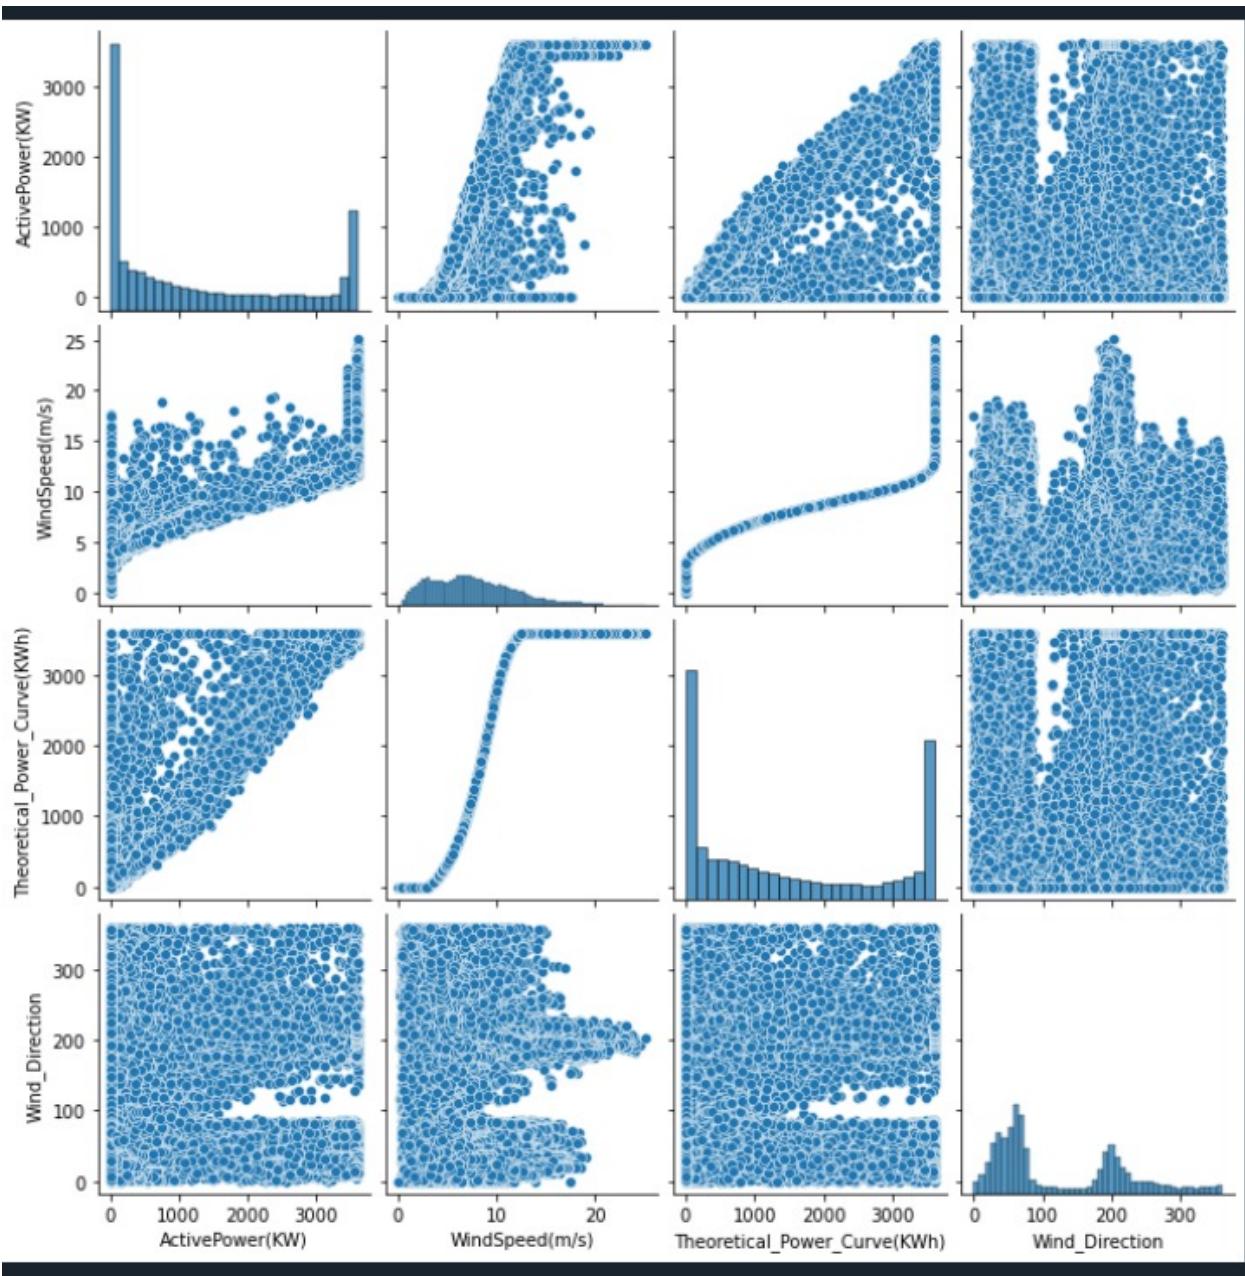 ActivePower(KW)
3000
2000
1000
0
WindSpeed(m/s)
25
20
15
10
5
0
Theoretical_Power_Curve(KWh)
3000
2000
1000
0
Wind_Direction
300
200
100
0
0 1000 2000 3000
ActivePower(KW)
0 10 20
WindSpeed(m/s)
0 1000 2000 3000
Theoretical_Power_Curve(KWh)
0 100 200 300
Wind_Direction